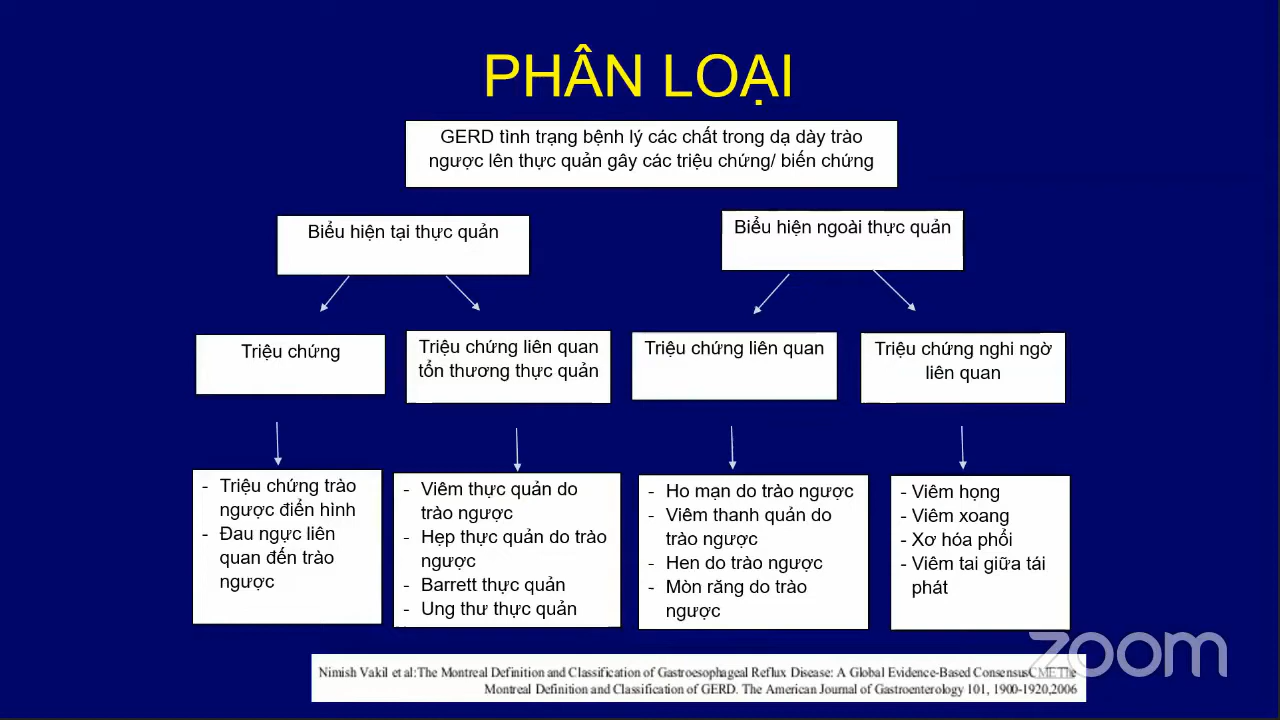 PHÂN LOẠI
GERD tình trạng bệnh lý các chất trong dạ dày trào
ngược lên thực quản gây các triệu chứng/ biến chứng
Biểu hiện tại thực quản
Biểu hiện ngoài thực quản
Triệu chứng
Triệu chứng liên quan
tổn thương thực quản
Triệu chứng liên quan
Triệu chứng nghi ngờ
liên quan
- Triệu chứng trào
ngược điển hình
- Đau ngực liên
quan đến trào
ngược
- Viêm thực quản do
trào ngược
- Hẹp thực quản do trào
ngược
- Barrett thực quản
- Ung thư thực quản
- Ho mạn do trào ngược
- Viêm thanh quản do
trào ngược
- Hen do trào ngược
- Mòn răng do trào
ngược
- Viêm họng
- Viêm xoang
- Xơ hóa phổi
- Viêm tai giữa tái
phát
zoom
Nimish Vakil et al:The Montreal Definition and Classification of Gastroesophageal Reflux Disease: A Global Evidence-Based ConsensusCMEThe
Montreal Definition and Classification of GERD. The American Journal of Gastroenterology 101, 1900-1920,2006